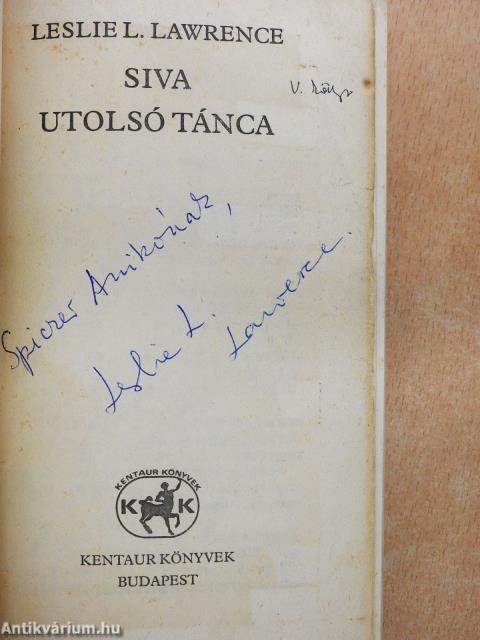 LESLIE L. LAWRENCE
SIVA
UTOLSÓ TÁNCA
V.
Spiczer Anikónak,
Leslie L.
Lawrence.
KENTAUR KÖNYVEK
K K
KENTAUR KÖNYVEK
BUDAPEST
Antikvárium.hu